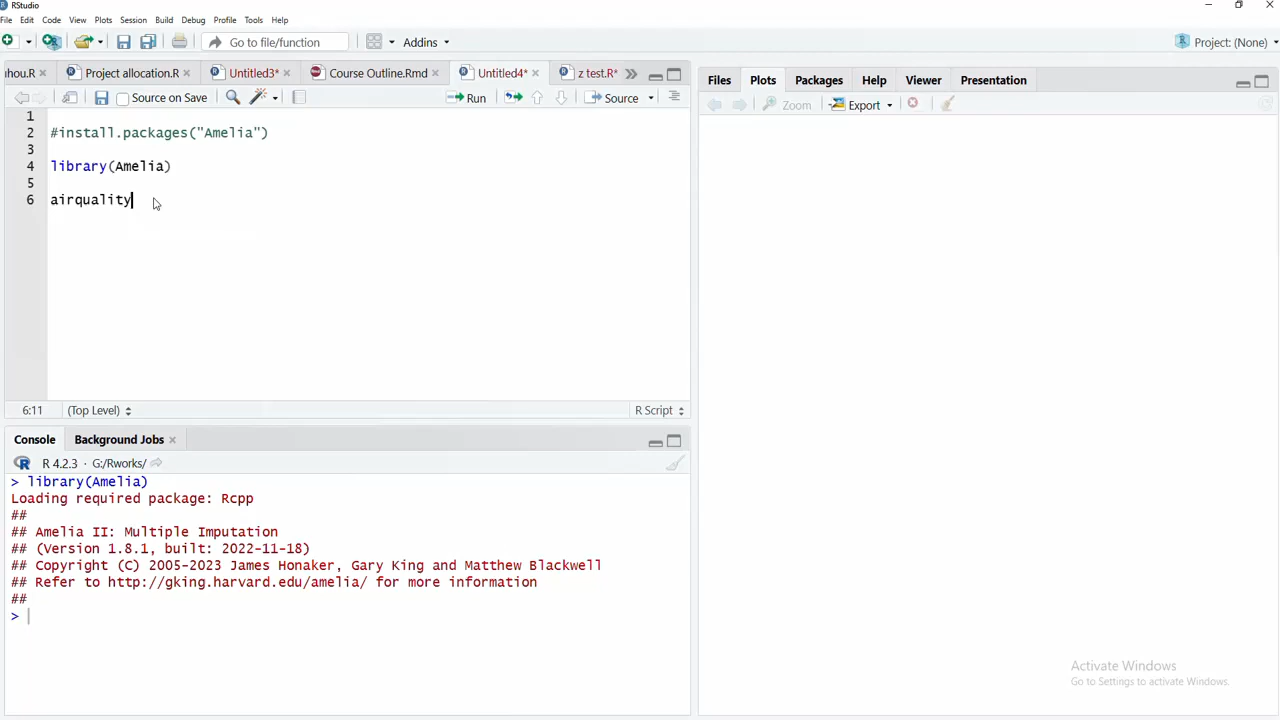 RStudio
File Edit Code View Plots Session Build Debug Profile Tools Help
Go to file/function Addins Project: (None)
ahou.R Project allocation.R Untitled3* Course Outline.Rmd Untitled4* z test.R*
Source on Save Run Source
1
2 #install.packages("Amelia")
3
4 library(Amelia)
5
6 airquality
6:11 (Top Level) R Script
Console Background Jobs
R 4.2.3 · G:/Rworks/
> library(Amelia)
Loading required package: Rcpp
##
## Amelia II: Multiple Imputation
## (Version 1.8.1, built: 2022-11-18)
## Copyright (C) 2005-2023 James Honaker, Gary King and Matthew Blackwell
## Refer to http://gking.harvard.edu/amelia/ for more information
##
>
Files Plots Packages Help Viewer Presentation
Zoom Export
Activate Windows
Go to Settings to activate Windows.